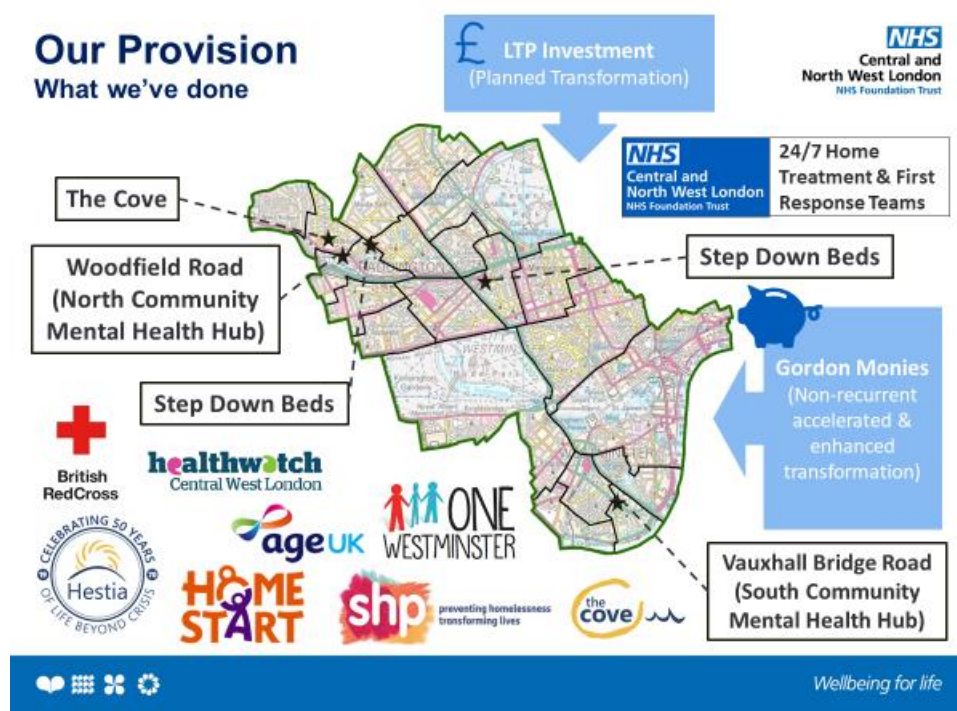 Our Provision
What we've done
£
LTP Investment
(Planned Transformation)
NHS
Central and
North West London
NHS Foundation Trust
NHS
Central and
North West London
NHS Foundation Trust
24/7 Home
Treatment & First
Response Teams
The Cove
Woodfield Road
(North Community
Mental Health Hub)
Step Down Beds
Step Down Beds
Gordon Monies
(Non-recurrent
accelerated &
enhanced
transformation)
British
RedCross
healthwatch
Central West London
CELEBRATING 50 YEARS
OF LIFE BEYOND CRISIS
Hestia
ageUK
ONE
WESTMINSTER
HOME
START
shp
preventing homelessness
transforming lives
the
cove
Vauxhall Bridge Road
(South Community
Mental Health Hub)
Wellbeing for life